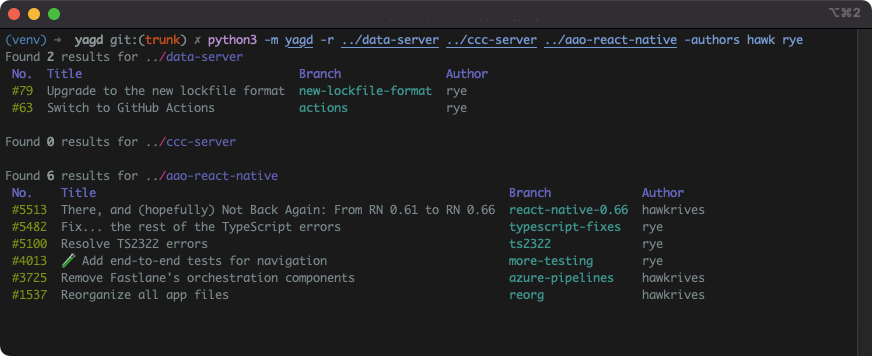 ⌥⌘2
(venv) ➜ yagd git:(trunk) ✗ python3 -m yagd -r ../data-server ../ccc-server ../aao-react-native -authors hawk rye
Found 2 results for ../data-server
No. Title Branch Author
#79 Upgrade to the new lockfile format new-lockfile-format rye
#63 Switch to GitHub Actions actions rye
Found 0 results for ../ccc-server
Found 6 results for ../aao-react-native
No. Title Branch Author
#5513 There, and (hopefully) Not Back Again: From RN 0.61 to RN 0.66 react-native-0.66 hawkrives
#5482 Fix... the rest of the TypeScript errors typescript-fixes rye
#5100 Resolve TS2322 errors ts2322 rye
#4013 🧪 Add end-to-end tests for navigation more-testing rye
#3725 Remove Fastlane's orchestration components azure-pipelines hawkrives
#1537 Reorganize all app files reorg hawkrives